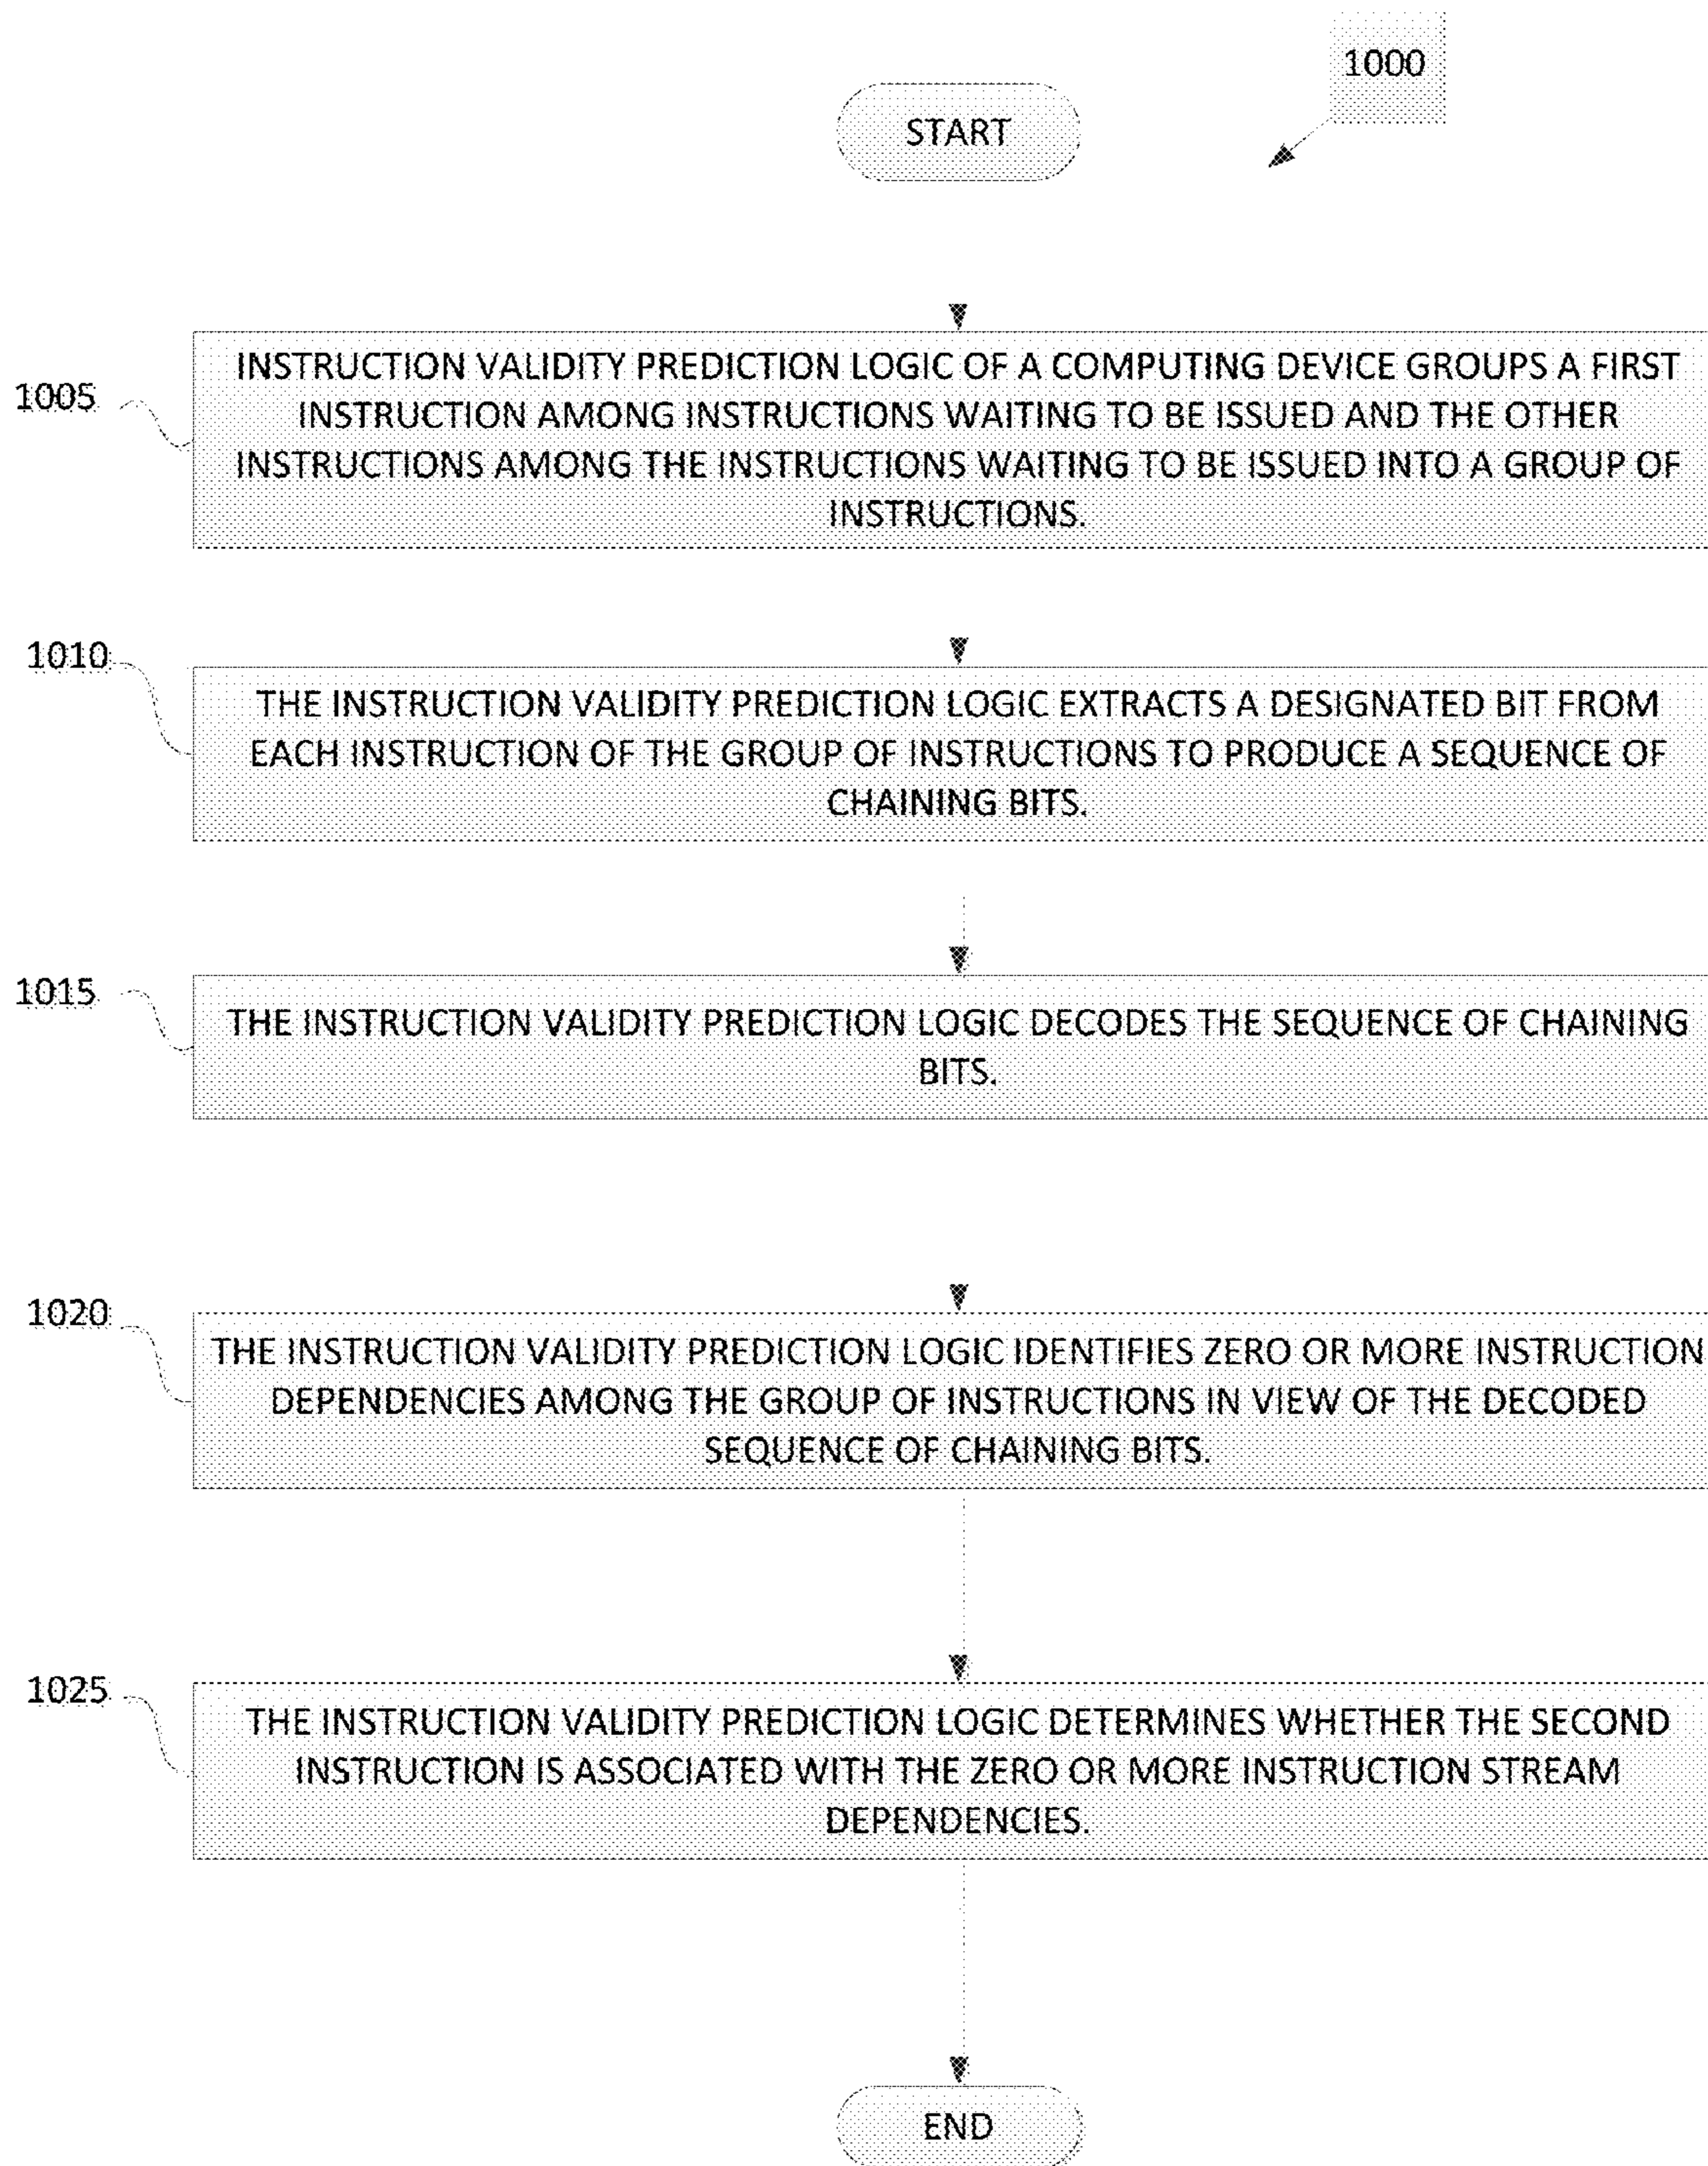 1000
START
1005
INSTRUCTION VALIDITY PREDICTION LOGIC OF A COMPUTING DEVICE GROUPS A FIRST
INSTRUCTION AMONG INSTRUCTIONS WAITING TO BE ISSUED AND THE OTHER
INSTRUCTIONS AMONG THE INSTRUCTIONS WAITING TO BE ISSUED INTO A GROUP OF
INSTRUCTIONS.
1010
THE INSTRUCTION VALIDITY PREDICTION LOGIC EXTRACTS A DESIGNATED BIT FROM
EACH INSTRUCTION OF THE GROUP OF INSTRUCTIONS TO PRODUCE A SEQUENCE OF
CHAINING BITS.
1015
THE INSTRUCTION VALIDITY PREDICTION LOGIC DECODES THE SEQUENCE OF CHAINING
BITS.
1020
THE INSTRUCTION VALIDITY PREDICTION LOGIC IDENTIFIES ZERO OR MORE INSTRUCTION
DEPENDENCIES AMONG THE GROUP OF INSTRUCTIONS IN VIEW OF THE DECODED
SEQUENCE OF CHAINING BITS.
1025
THE INSTRUCTION VALIDITY PREDICTION LOGIC DETERMINES WHETHER THE SECOND
INSTRUCTION IS ASSOCIATED WITH THE ZERO OR MORE INSTRUCTION STREAM
DEPENDENCIES.
END